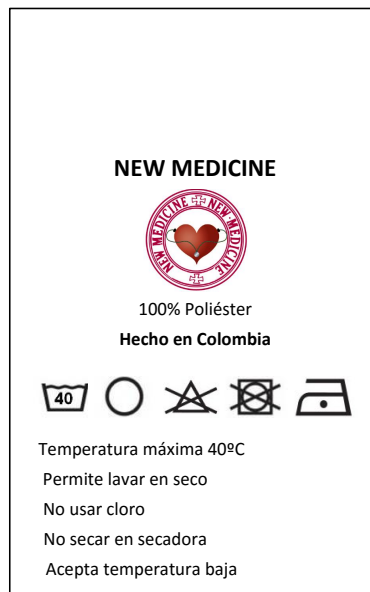 NEW MEDICINE
NEW MEDICINE NEW-MEDICINE
100% Poliéster
Hecho en Colombia
40
Temperatura máxima 40ºC
Permite lavar en seco
No usar cloro
No secar en secadora
Acepta temperatura baja